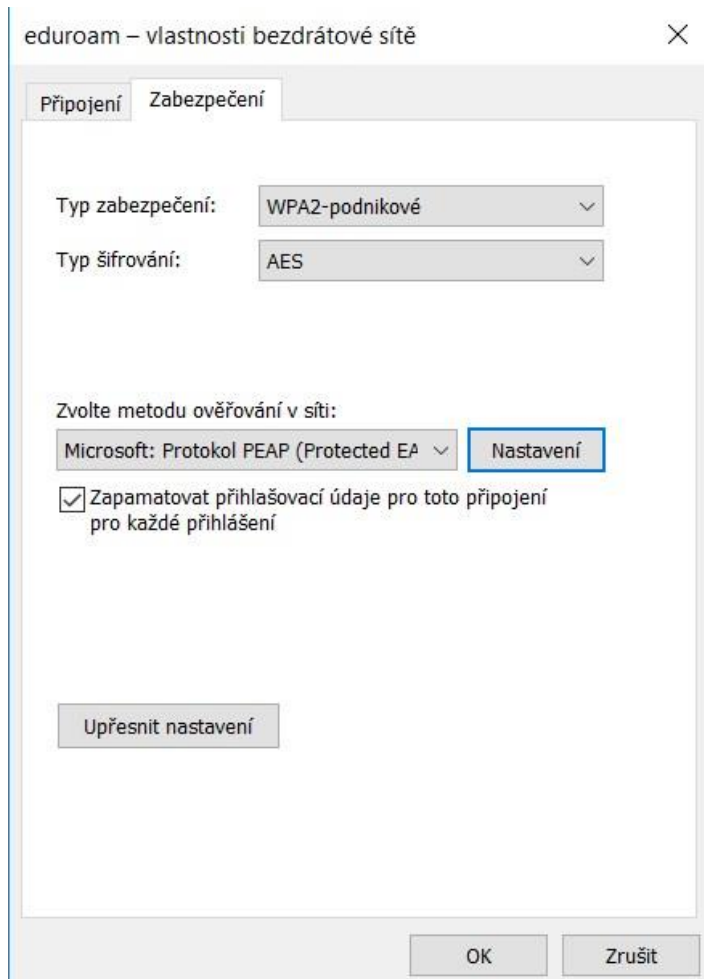 eduroam – vlastnosti bezdrátové sítě
Připojení Zabezpečení
Typ zabezpečení: WPA2-podnikové
Typ šifrování: AES
Zvolte metodu ověřování v síti:
Microsoft: Protokol PEAP (Protected EA Nastavení
Zapamatovat přihlašovací údaje pro toto připojení
pro každé přihlášení
Upřesnit nastavení
OK Zrušit